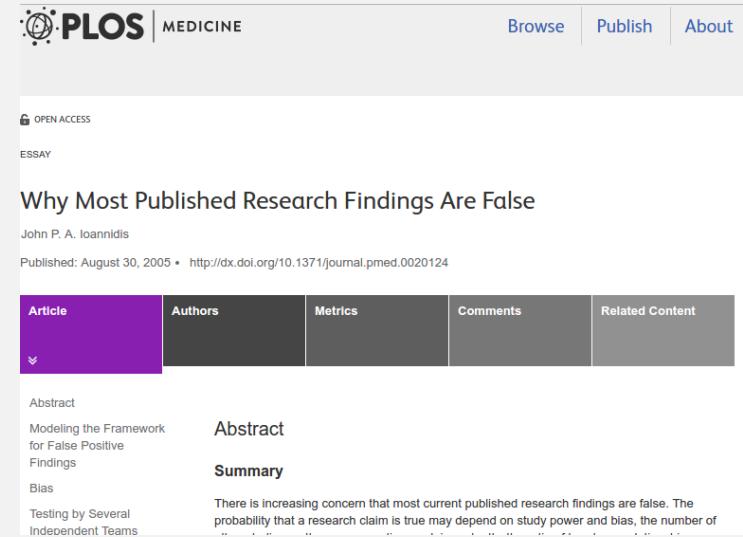 PLOS MEDICINE
Browse Publish About
OPEN ACCESS
ESSAY
Why Most Published Research Findings Are False
John P. A. Ioannidis
Published: August 30, 2005 • http://dx.doi.org/10.1371/journal.pmed.0020124
Article Authors Metrics Comments Related Content
Abstract
Modeling the Framework
for False Positive
Findings
Bias
Testing by Several
Independent Teams
Abstract
Summary
There is increasing concern that most current published research findings are false. The
probability that a research claim is true may depend on study power and bias, the number of